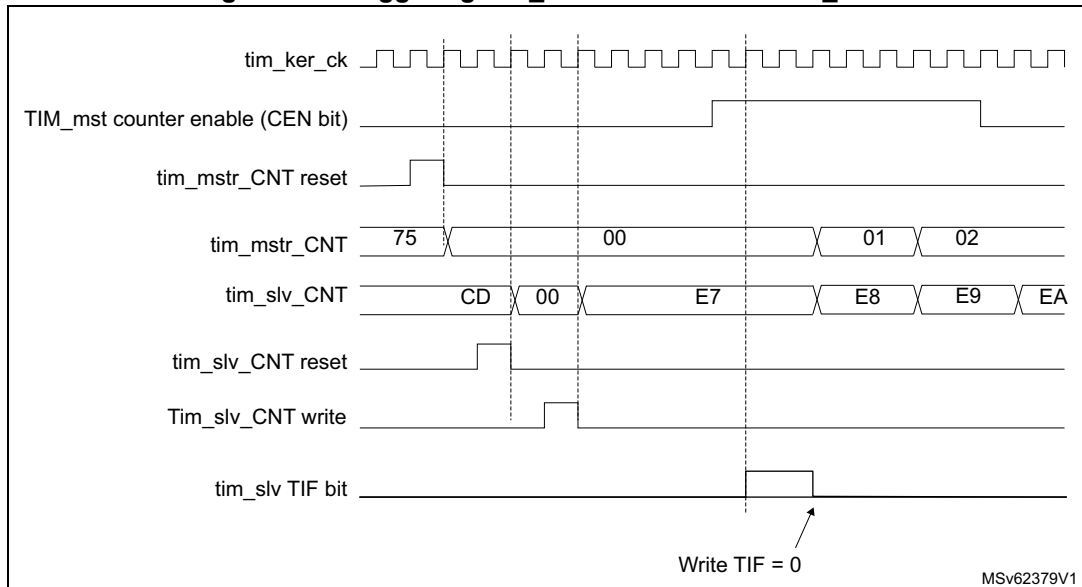 tim_ker_ck
TIM_mst counter enable (CEN bit)
tim_mstr_CNT reset
tim_mstr_CNT 75 00 01 02
tim_slv_CNT CD 00 E7 E8 E9 EA
tim_slv_CNT reset
Tim_slv_CNT write
tim_slv TIF bit
Write TIF = 0
MSv62379V1